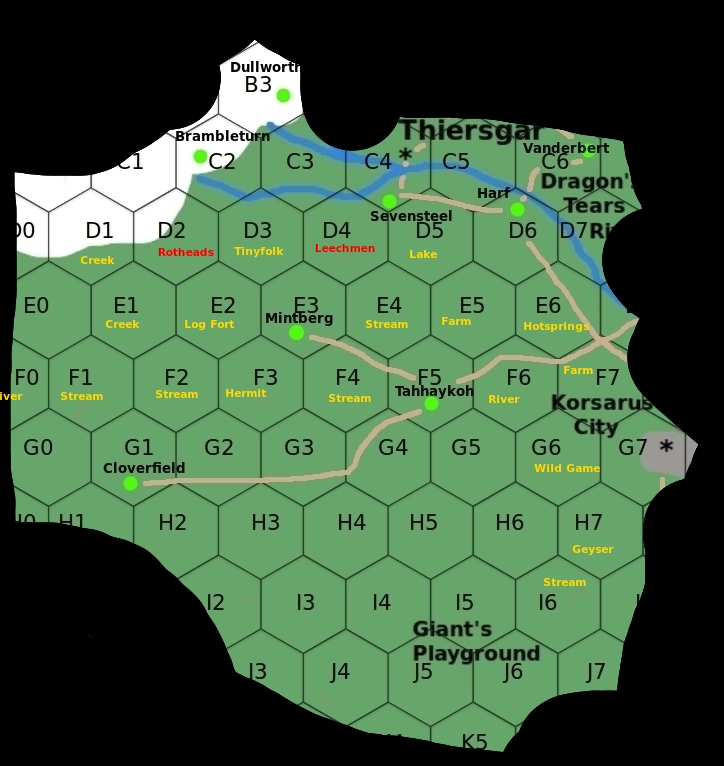 Dullworth
B3
Thiersgar
Brambleturn
Vanderbert
C1
C2
C3
C4
*
C5
C6
Dragon's
Tears
Ri
Harf
Sevensteel
D0
D1
D2
D3
D4
D5
D6
D7
Creek
Rotheads
Tinyfolk
Leechmen
Lake
E0
E1
E2
E3
E4
E5
E6
Mintberg
Creek
Log Fort
Stream
Farm
Hotsprings
F0
F1
F2
F3
F4
F5
F6
F7
Farm
Tahhaykoh
iver
Stream
Stream
Hermit
Stream
River
Korsarus
City
G0
G1
G2
G3
G4
G5
G6
G7
*
Cloverfield
Wild Game
H0
H1
H2
H3
H4
H5
H6
H7
Geyser
Stream
I2
I3
I4
I5
I6
Giant's
Playground
J3
J4
J5
J6
J7
K5